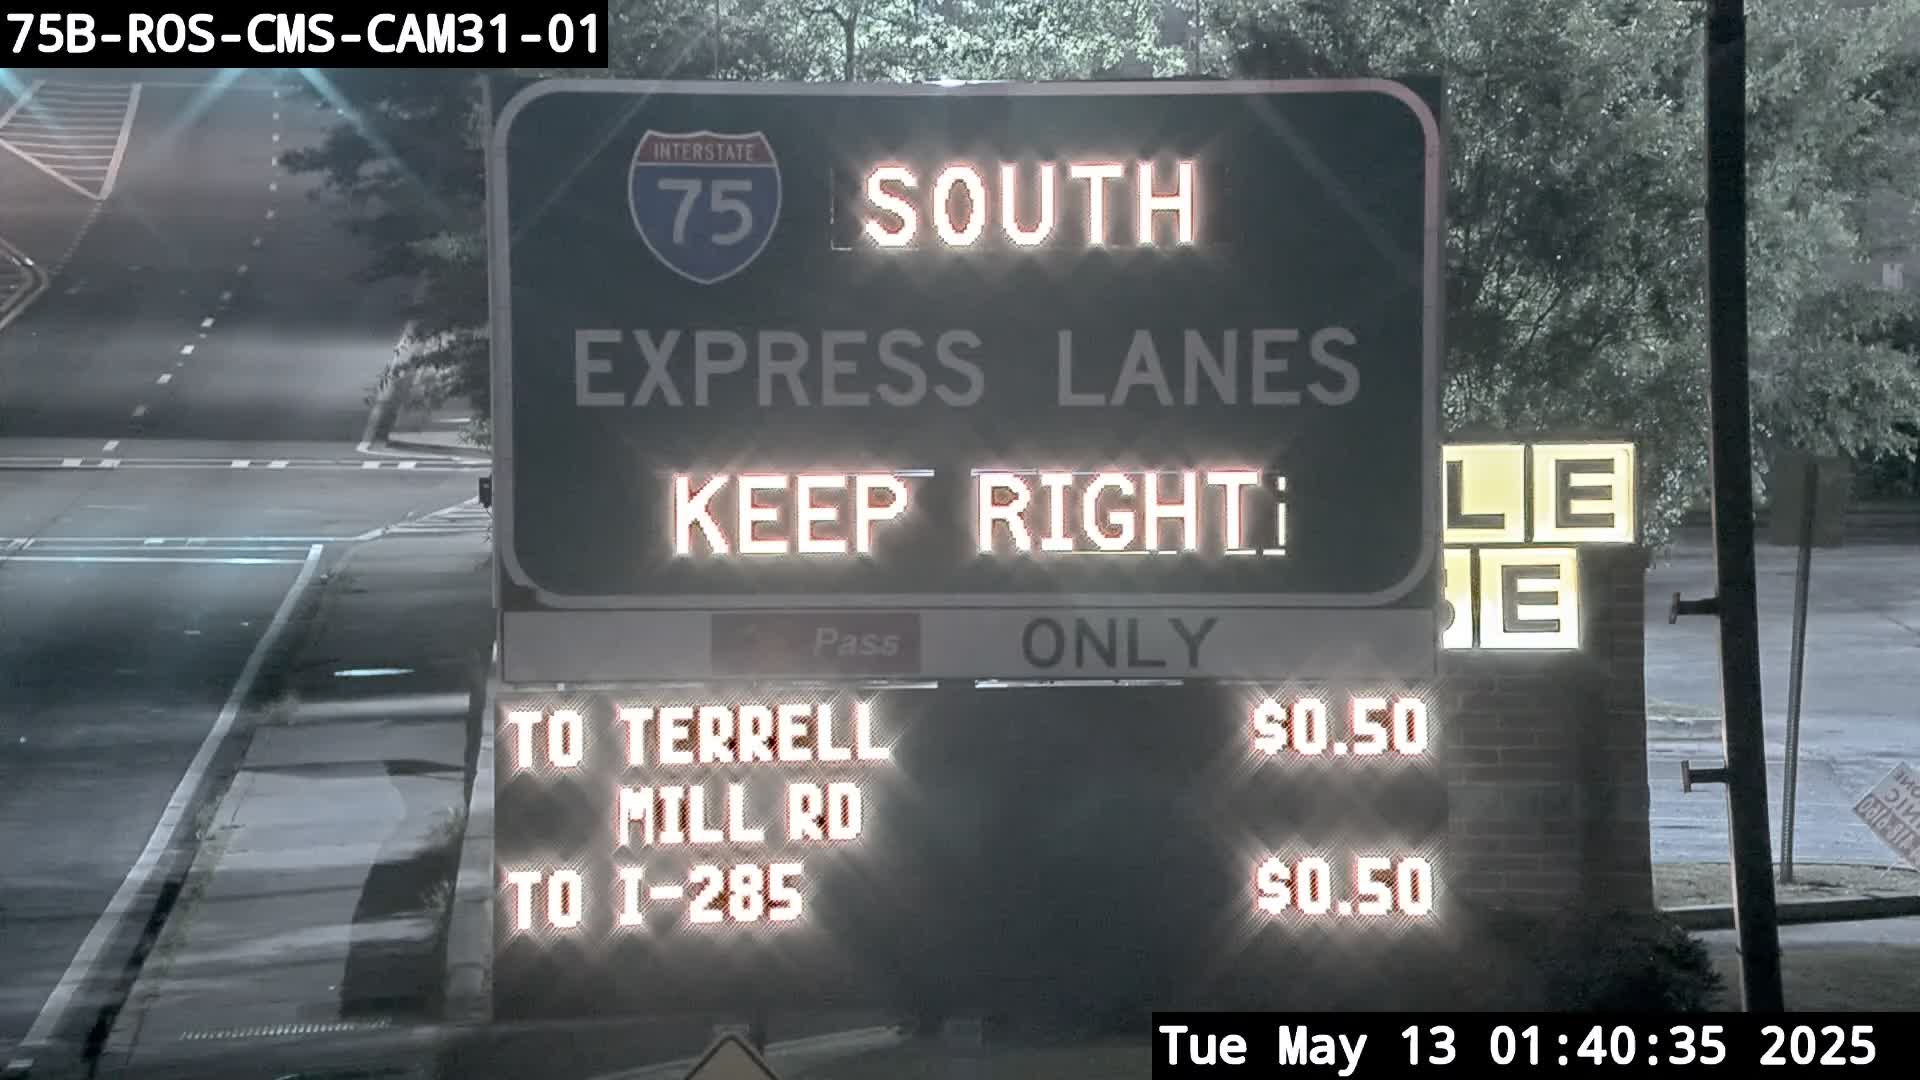 75B-ROS-CMS-CAM31-01
INTERSTATE
75
SOUTH
EXPRESS LANES
KEEP RIGHT
Pass ONLY
TO TERRELL $0.50
MILL RD
TO I-285 $0.50
LE
E
Tue May 13 01:40:35 2025